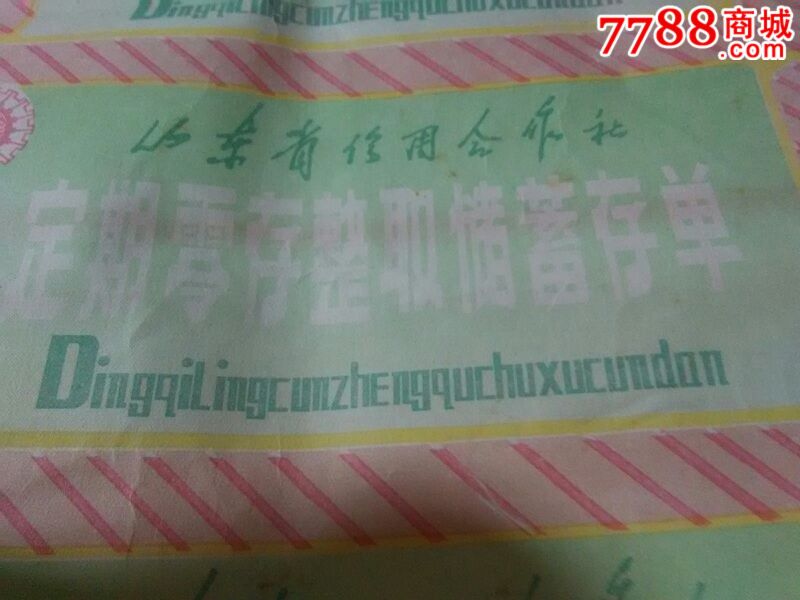 Dingqilingcunzhengquchuxucundan
7788商城
.com
山东省信用合作社
定期零存整取储蓄存单
Dingqilingcunzhengquchuxucundan